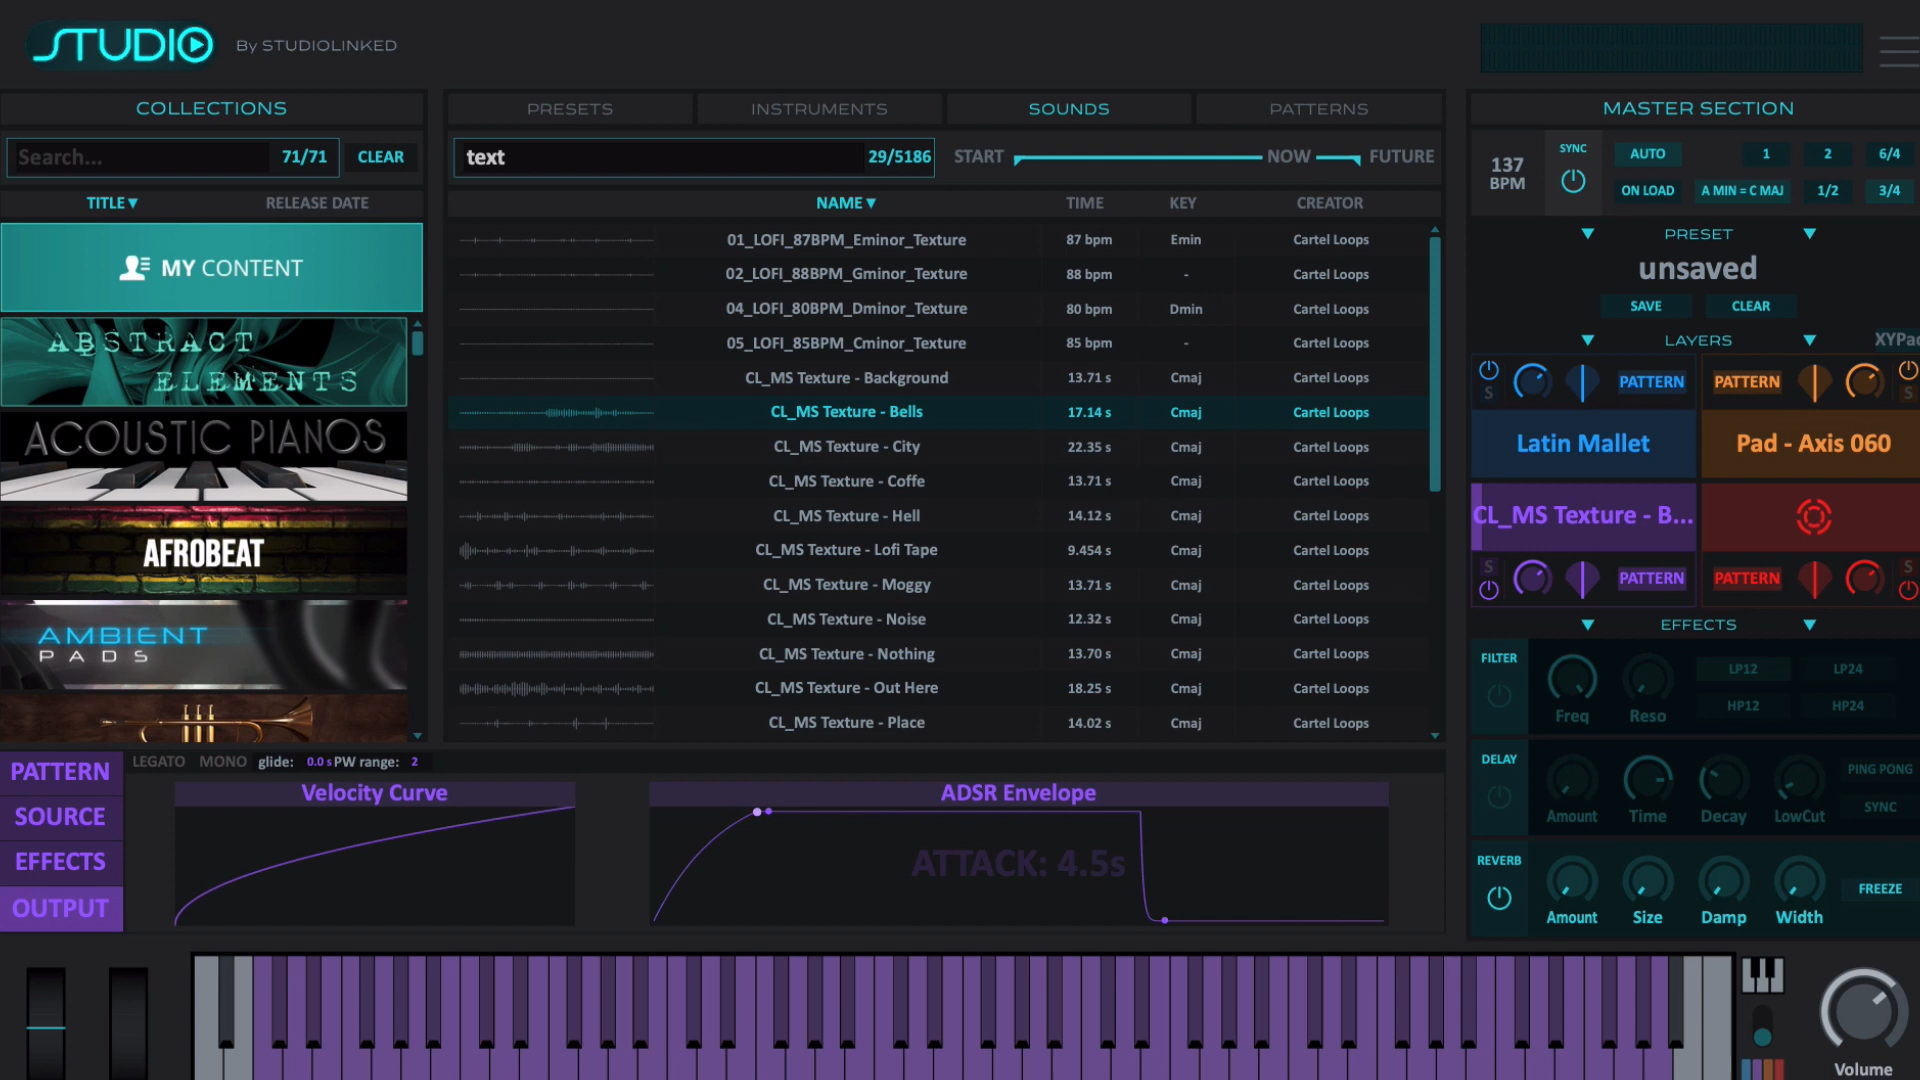 STUDIO By STUDIOLINKED
COLLECTIONS
Search... 71/71 CLEAR
TITLE▼ RELEASE DATE
MY CONTENT
ABSTRACT
ELEMENTS
ACOUSTIC PIANOS
AFROBEAT
AMBIENT
PADS
PRESETS INSTRUMENTS SOUNDS PATTERNS
text 29/5186 START NOW FUTURE
NAME▼ TIME KEY CREATOR
01_LOFI_87BPM_Eminor_Texture 87 bpm Emin Cartel Loops
02_LOFI_88BPM_Gminor_Texture 88 bpm - Cartel Loops
04_LOFI_80BPM_Dminor_Texture 80 bpm Dmin Cartel Loops
05_LOFI_85BPM_Cminor_Texture 85 bpm - Cartel Loops
CL_MS Texture - Background 13.71 s Cmaj Cartel Loops
CL_MS Texture - Bells 17.14 s Cmaj Cartel Loops
CL_MS Texture - City 22.35 s Cmaj Cartel Loops
CL_MS Texture - Coffe 13.71 s Cmaj Cartel Loops
CL_MS Texture - Hell 14.12 s Cmaj Cartel Loops
CL_MS Texture - Lofi Tape 9.454 s Cmaj Cartel Loops
CL_MS Texture - Moggy 13.71 s Cmaj Cartel Loops
CL_MS Texture - Noise 12.32 s Cmaj Cartel Loops
CL_MS Texture - Nothing 13.70 s Cmaj Cartel Loops
CL_MS Texture - Out Here 18.25 s Cmaj Cartel Loops
CL_MS Texture - Place 14.02 s Cmaj Cartel Loops
MASTER SECTION
137 BPM SYNC AUTO 1 2 6/4
ON LOAD A MIN = C MAJ 1/2 3/4
PRESET
unsaved
SAVE CLEAR
LAYERS XYPad
S PATTERN PATTERN S
Latin Mallet Pad - Axis 060
CL_MS Texture - B...
S PATTERN PATTERN S
EFFECTS
FILTER Freq Reso LP12 LP24
HP12 HP24
DELAY Amount Time Decay LowCut PING PONG
SYNC
REVERB Amount Size Damp Width FREEZE
PATTERN
SOURCE
EFFECTS
OUTPUT
LEGATO MONO glide: 0.0 s PW range: 2
Velocity Curve ADSR Envelope
ATTACK: 4.5s
Volume